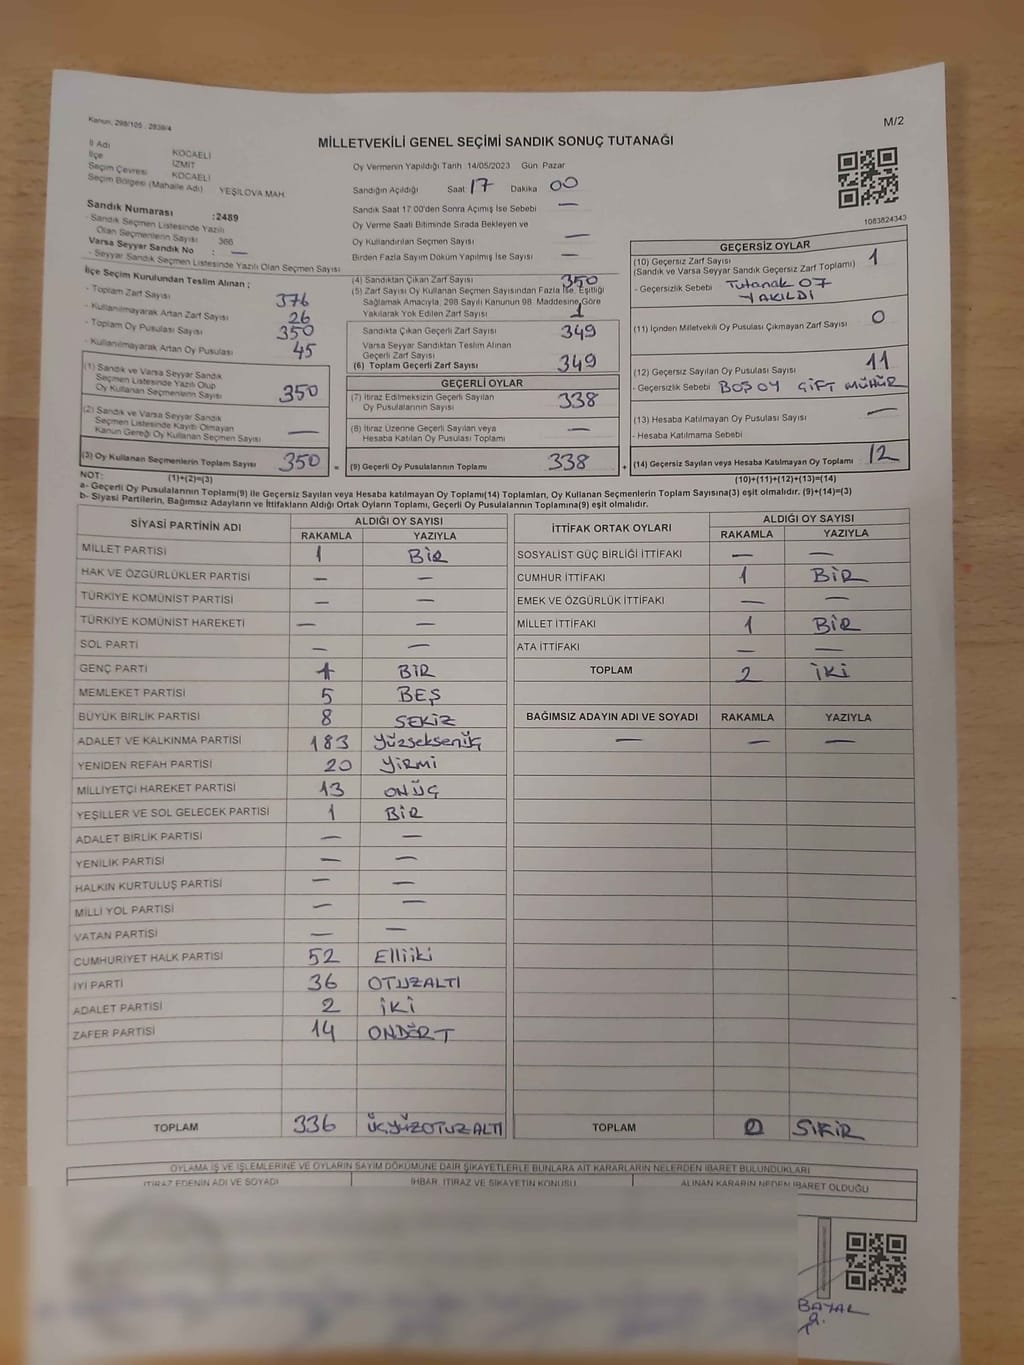 Kanun, 298/105 , 2839/4
M/2
MİLLETVEKİLİ GENEL SEÇİMİ SANDIK SONUÇ TUTANAĞI
İl Adı KOCAELİ
İlçe İZMİT
Seçim Çevresi KOCAELİ
Seçim Bölgesi (Mahalle Adı) YEŞİLOVA MAH.
Sandık Numarası :2489
- Sandık Seçmen Listesinde Yazılı
Olan Seçmenlerin Sayısı 366
Varsa Seyyar Sandık No : —
- Seyyar Sandık Seçmen Listesinde Yazılı Olan Seçmen Sayısı
İlçe Seçim Kurulundan Teslim Alınan ;
- Toplam Zarf Sayısı 376
- Kullanılmayarak Artan Zarf Sayısı 26
- Toplam Oy Pusulası Sayısı 350
- Kullanılmayarak Artan Oy Pusulası 45
(1) Sandık ve Varsa Seyyar Sandık
Seçmen Listesinde Yazılı Olup
Oy Kullanan Seçmenlerin Sayısı 350
(2) Sandık ve Varsa Seyyar Sandık
Seçmen Listesinde Kayıtlı Olmayan
Kanun Gereği Oy Kullanan Seçmen Sayısı —
(3) Oy Kullanan Seçmenlerin Toplam Sayısı 350 =
Oy Vermenin Yapıldığı Tarih 14/05/2023 Gün Pazar
Sandığın Açıldığı Saat 17 Dakika 00
Sandık Saat 17.00'den Sonra Açımış İse Sebebi —
Oy Verme Saati Bitiminde Sırada Bekleyen ve
Oy Kullandırılan Seçmen Sayısı —
Birden Fazla Sayım Döküm Yapılmış İse Sayısı —
(4) Sandıktan Çıkan Zarf Sayısı 350
(5) Zarf Sayısı Oy Kullanan Seçmen Sayısından Fazla İse, Eşitliği
Sağlamak Amacıyla, 298 Sayılı Kanunun 98. Maddesine Göre
Yakılarak Yok Edilen Zarf Sayısı 1
Sandıkta Çıkan Geçerli Zarf Sayısı 349
Varsa Seyyar Sandıktan Teslim Alınan
Geçerli Zarf Sayısı
(6) Toplam Geçerli Zarf Sayısı 349
GEÇERLİ OYLAR
(7) İtiraz Edilmeksizin Geçerli Sayılan
Oy Pusulalarının Sayısı 338
(8) İtiraz Üzerine Geçerli Sayılan veya
Hesaba Katılan Oy Pusulası Toplamı —
(9) Geçerli Oy Pusulalarının Toplamı 338 +
1083824343
GEÇERSİZ OYLAR
(10) Geçersiz Zarf Sayısı
(Sandık ve Varsa Seyyar Sandık Geçersiz Zarf Toplamı) 1
- Geçersizlik Sebebi Tutanak 07
YAKILDI
(11) İçinden Milletvekili Oy Pusulası Çıkmayan Zarf Sayısı 0
(12) Geçersiz Sayılan Oy Pusulası Sayısı 11
- Geçersizlik Sebebi BOŞ OY ÇİFT MÜHÜR
(13) Hesaba Katılmayan Oy Pusulası Sayısı —
- Hesaba Katılmama Sebebi
(14) Geçersiz Sayılan veya Hesaba Katılmayan Oy Toplamı 12
NOT: (1)+(2)=(3) (10)+(11)+(12)+(13)=(14)
a- Geçerli Oy Pusulalarının Toplamı(9) ile Geçersiz Sayılan veya Hesaba katılmayan Oy Toplamı(14) Toplamları, Oy Kullanan Seçmenlerin Toplam Sayısına(3) eşit olmalıdır. (9)+(14)=(3)
b- Siyasi Partilerin, Bağımsız Adayların ve İttifakların Aldığı Ortak Oyların Toplamı, Geçerli Oy Pusulalarının Toplamına(9) eşit olmalıdır.
SİYASİ PARTİNİN ADI ALDIĞI OY SAYISI
RAKAMLA YAZIYLA
MİLLET PARTİSİ 1 BİR
HAK VE ÖZGÜRLÜKLER PARTİSİ — —
TÜRKİYE KOMÜNİST PARTİSİ — —
TÜRKİYE KOMÜNİST HAREKETİ — —
SOL PARTİ — —
GENÇ PARTİ 1 BİR
MEMLEKET PARTİSİ 5 BEŞ
BÜYÜK BİRLİK PARTİSİ 8 SEKİZ
ADALET VE KALKINMA PARTİSİ 183 Yüzseksenüç
YENİDEN REFAH PARTİSİ 20 YİRMİ
MİLLİYETÇİ HAREKET PARTİSİ 13 ONÜÇ
YEŞİLLER VE SOL GELECEK PARTİSİ 1 BİR
ADALET BİRLİK PARTİSİ — —
YENİLİK PARTİSİ — —
HALKIN KURTULUŞ PARTİSİ — —
MİLLİ YOL PARTİSİ — —
VATAN PARTİSİ — —
CUMHURİYET HALK PARTİSİ 52 Elliiki
İYİ PARTİ 36 OTUZALTI
ADALET PARTİSİ 2 İKİ
ZAFER PARTİSİ 14 ONDÖRT
TOPLAM 336 ÜÇYÜZOTUZALTI
İTTİFAK ORTAK OYLARI ALDIĞI OY SAYISI
RAKAMLA YAZIYLA
SOSYALİST GÜÇ BİRLİĞİ İTTİFAKI — —
CUMHUR İTTİFAKI 1 BİR
EMEK VE ÖZGÜRLÜK İTTİFAKI — —
MİLLET İTTİFAKI 1 BİR
ATA İTTİFAKI — —
TOPLAM 2 İKİ
BAĞIMSIZ ADAYIN ADI VE SOYADI RAKAMLA YAZIYLA
— — —
TOPLAM 0 SIFIR
OYLAMA İŞ VE İŞLEMLERİNE VE OYLARIN SAYIM DÖKÜMÜNE DAİR ŞİKAYETLERLE BUNLARA AİT KARARLARIN NELERDEN İBARET BULUNDUKLARI
İTİRAZ EDENİN ADI VE SOYADI İHBAR, İTİRAZ VE ŞİKAYETİN KONUSU ALINAN KARARIN NEDEN İBARET OLDUĞU
BAYAR